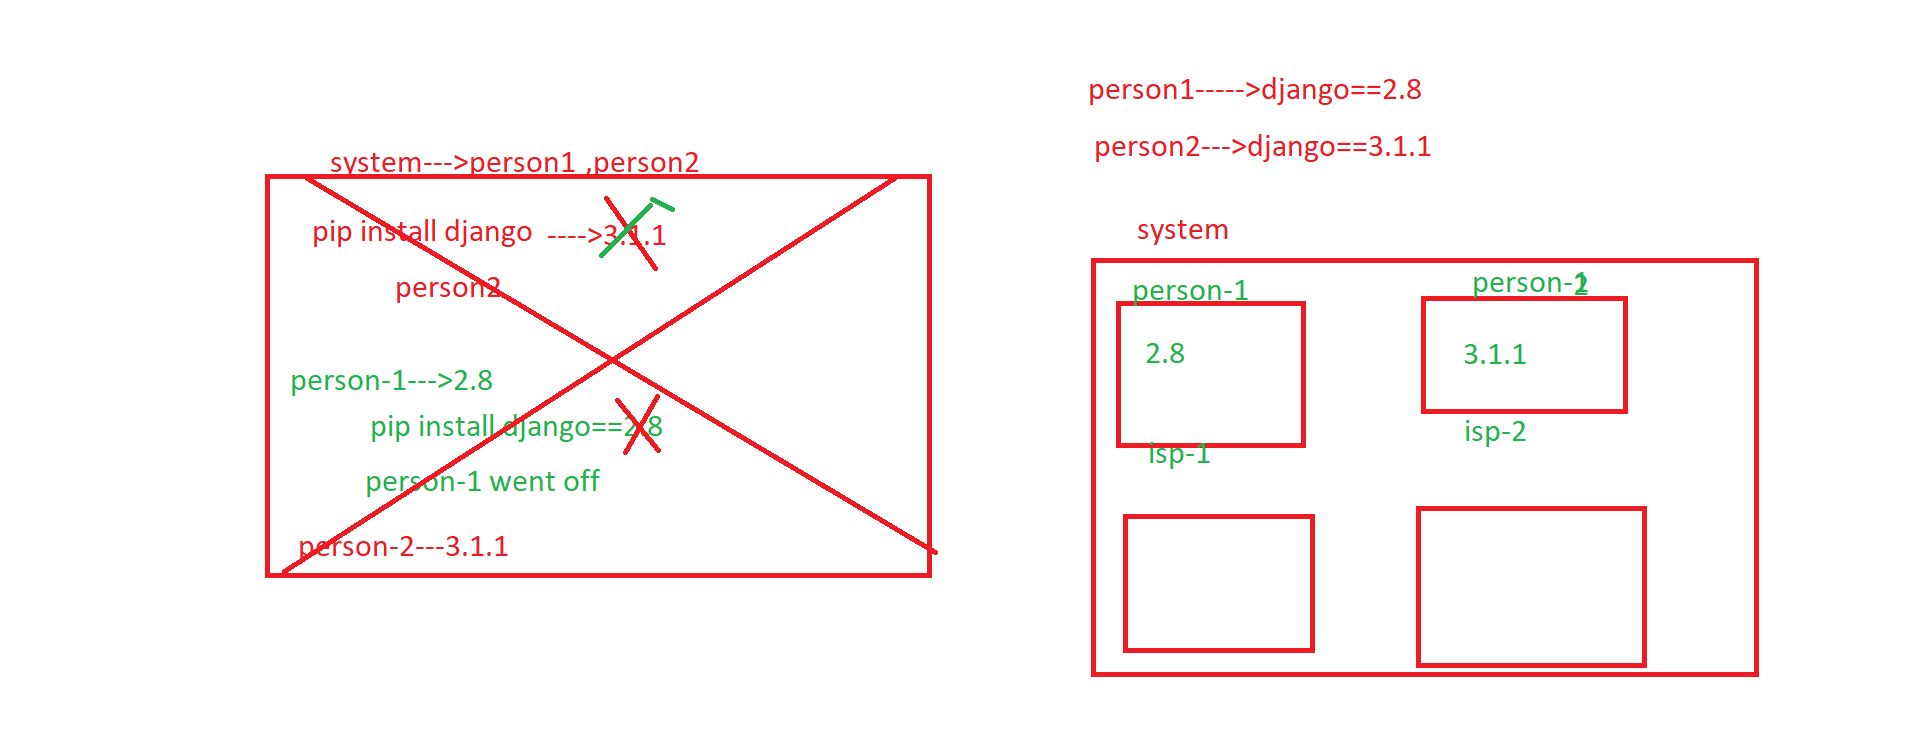 system--->person1 ,person2
pip install django ---->3.1.1
person2
person-1--->2.8
pip install django==2.8
person-1 went off
person-2---3.1.1
person1----->django==2.8
person2--->django==3.1.1
system
person-1
person-2
2.8
3.1.1
isp-1
isp-2